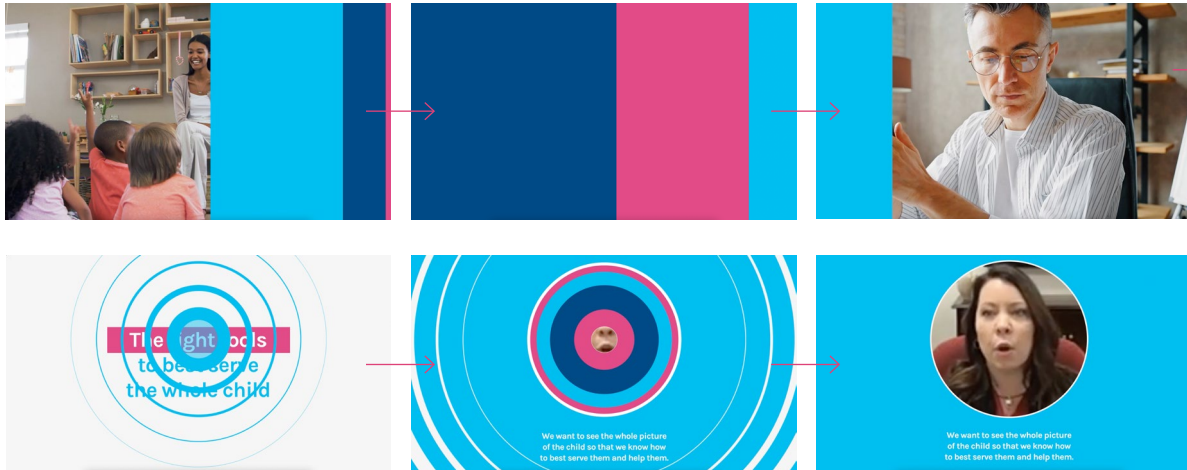 The right tools
to best serve
the whole child
We want to see the whole picture
of the child so that we know how
to best serve them and help them.
We want to see the whole picture
of the child so that we know how
to best serve them and help them.